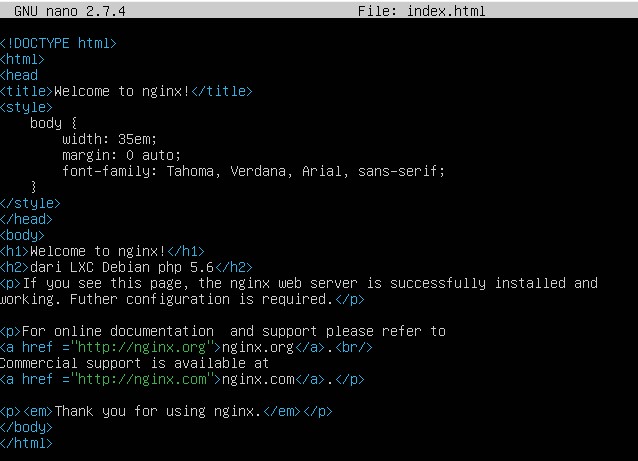 GNU nano 2.7.4 File: index.html
<!DOCTYPE html>
<html>
<head
<title>Welcome to nginx!</title>
<style>
    body {
        width: 35em;
        margin: 0 auto;
        font-family: Tahoma, Verdana, Arial, sans-serif;
    }
</style>
</head>
<body>
<h1>Welcome to nginx!</h1>
<h2>dari LXC Debian php 5.6</h2>
<p>If you see this page, the nginx web server is successfully installed and
working. Futher configuration is required.</p>
<p>For online documentation  and support please refer to
<a href ="http://nginx.org">nginx.org</a>.<br/>
Commercial support is available at
<a href ="http://nginx.com">nginx.com</a>.</p>
<p><em>Thank you for using nginx.</em></p>
</body>
</html>